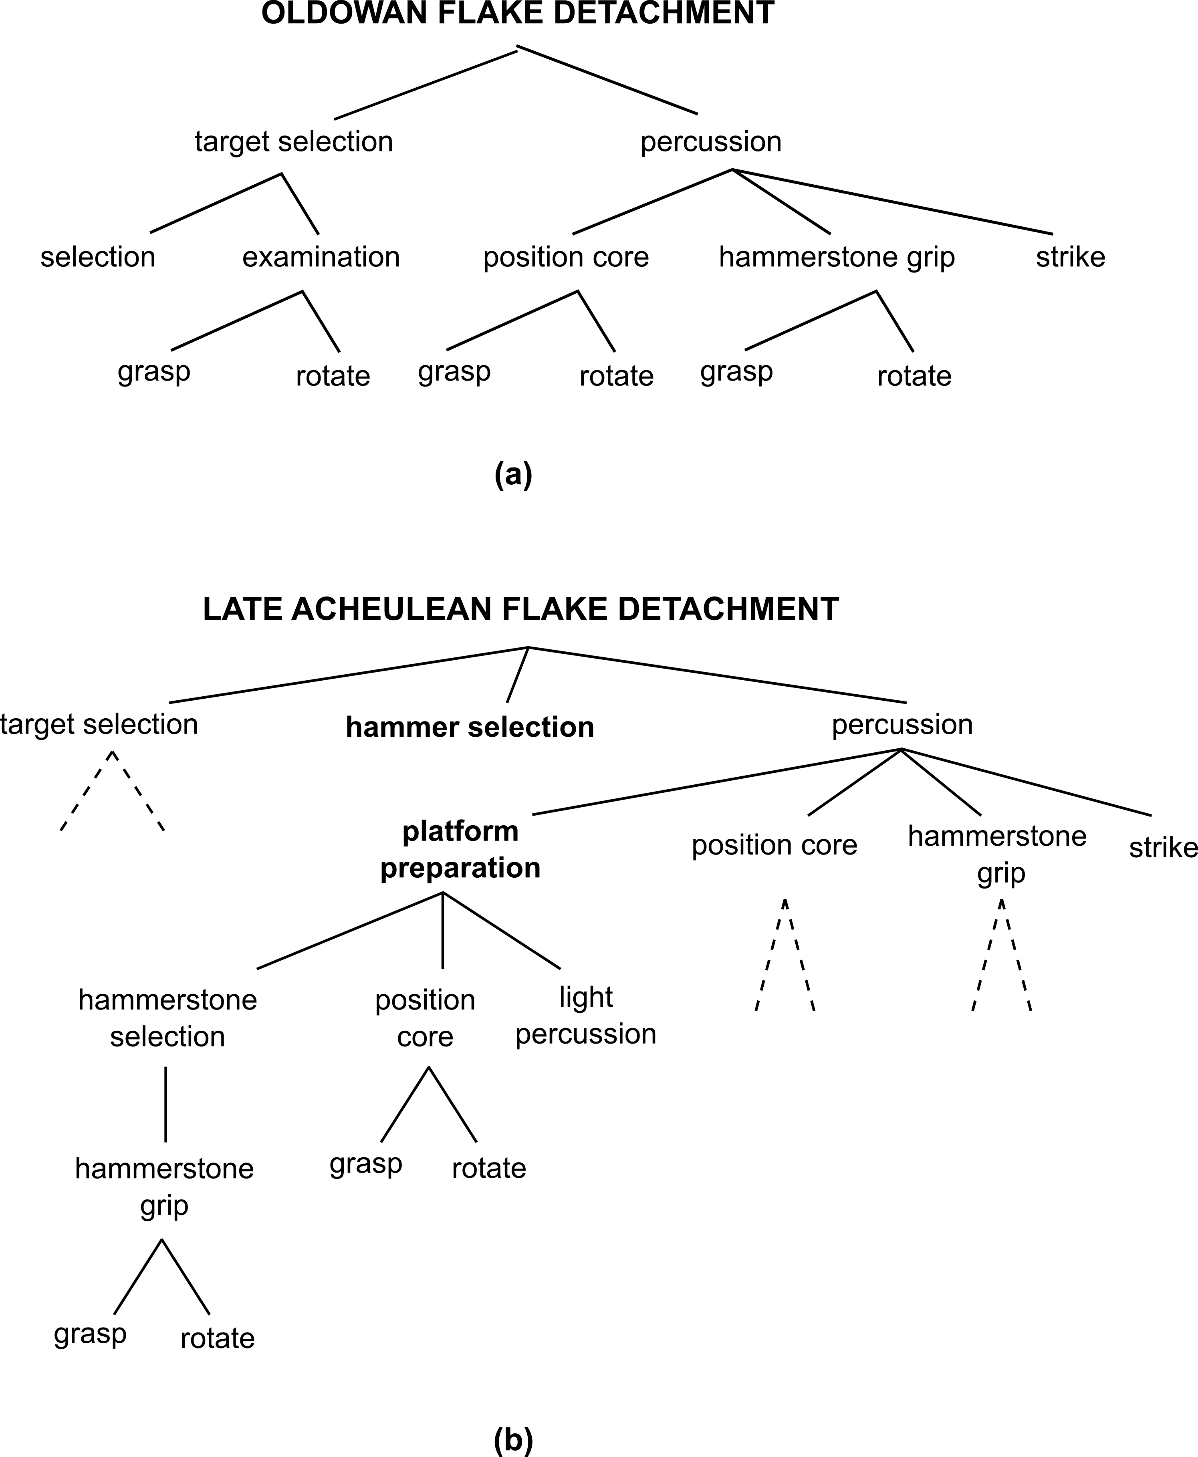 OLDOWAN FLAKE DETACHMENT
target selection
percussion
selection
examination
position core
hammerstone grip
strike
grasp
rotate
grasp
rotate
grasp
rotate
(a)
LATE ACHEULEAN FLAKE DETACHMENT
target selection
hammer selection
percussion
platform
preparation
position core
hammerstone
grip
strike
hammerstone
selection
position
core
light
percussion
hammerstone
grip
grasp
rotate
grasp
rotate
(b)